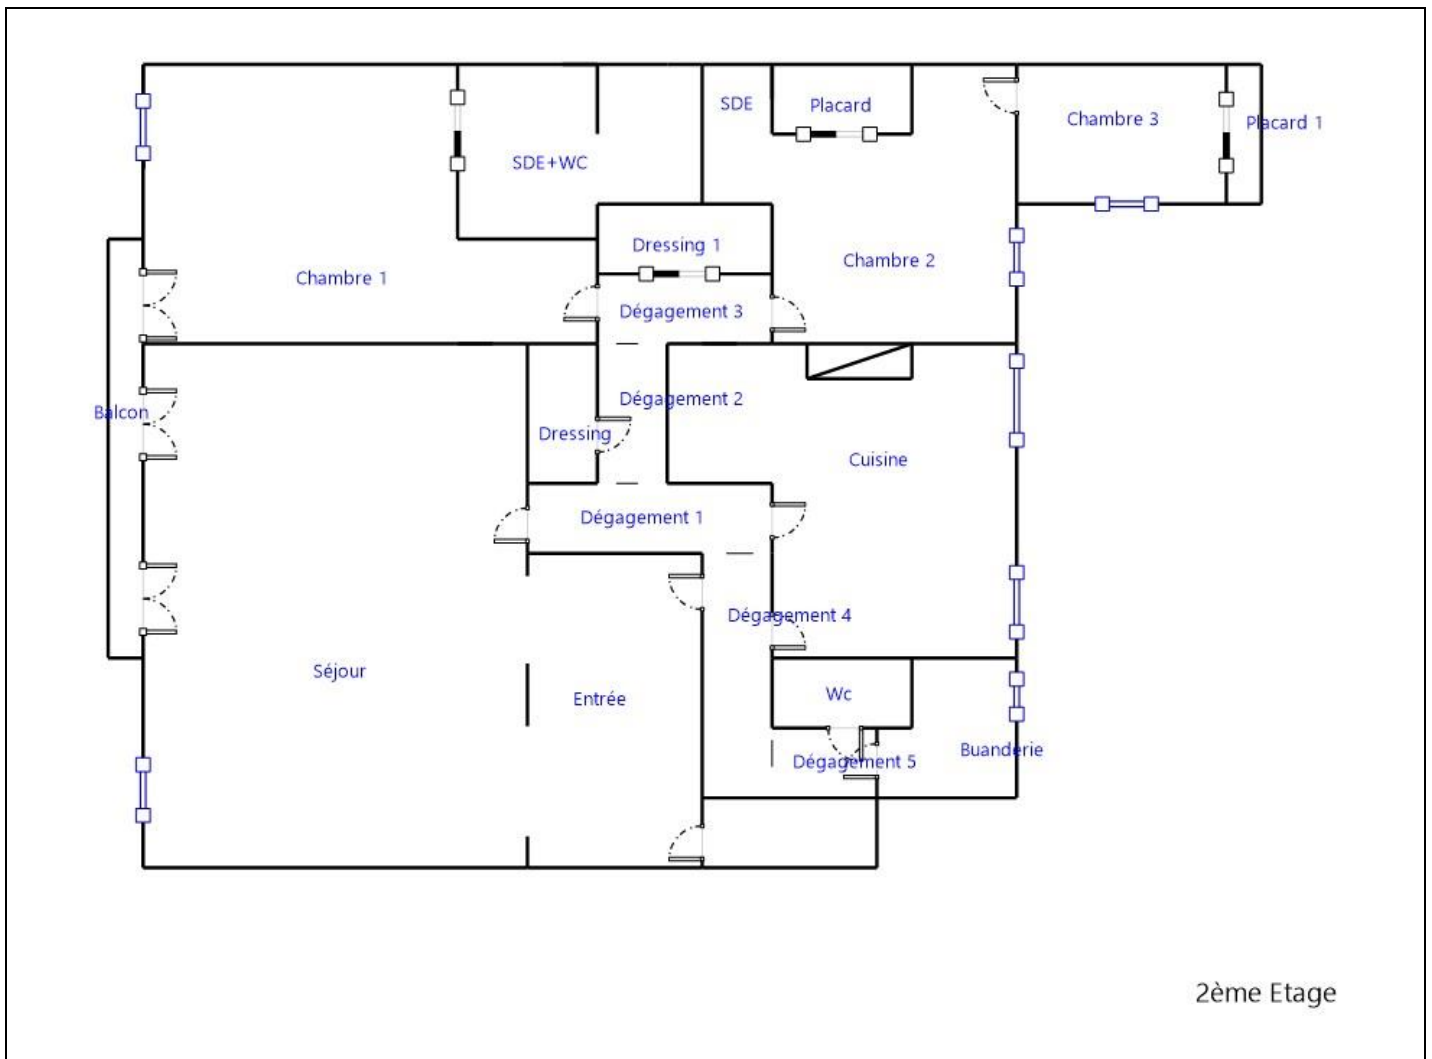 SDE
Placard
Chambre 3
Placard 1
SDE+WC
Dressing 1
Chambre 2
Chambre 1
Dégagement 3
Dégagement 2
Balcon
Dressing
Cuisine
Dégagement 1
Dégagement 4
Séjour
Entrée
Wc
Buanderie
Dégagement 5
2ème Etage